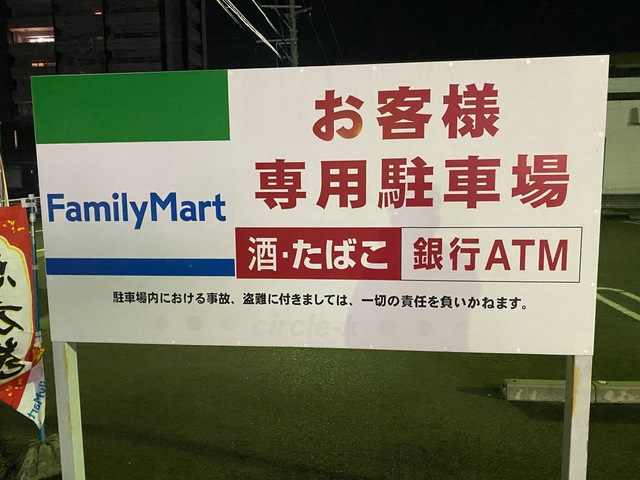 お客様
専用駐車場
FamilyMart
酒・たばこ 銀行ATM
駐車場内における事故、盗難に付きましては、一切の責任を負いかねます。
circle-k